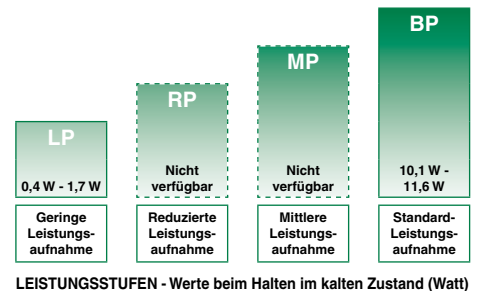 BP
MP
RP
LP
0,4 W - 1,7 W
Nicht
verfügbar
Nicht
verfügbar
10,1 W -
11,6 W
Geringe
Leistungs-
aufnahme
Reduzierte
Leistungs-
aufnahme
Mittlere
Leistungs-
aufnahme
Standard-
Leistungs-
aufnahme
LEISTUNGSSTUFEN - Werte beim Halten im kalten Zustand (Watt)